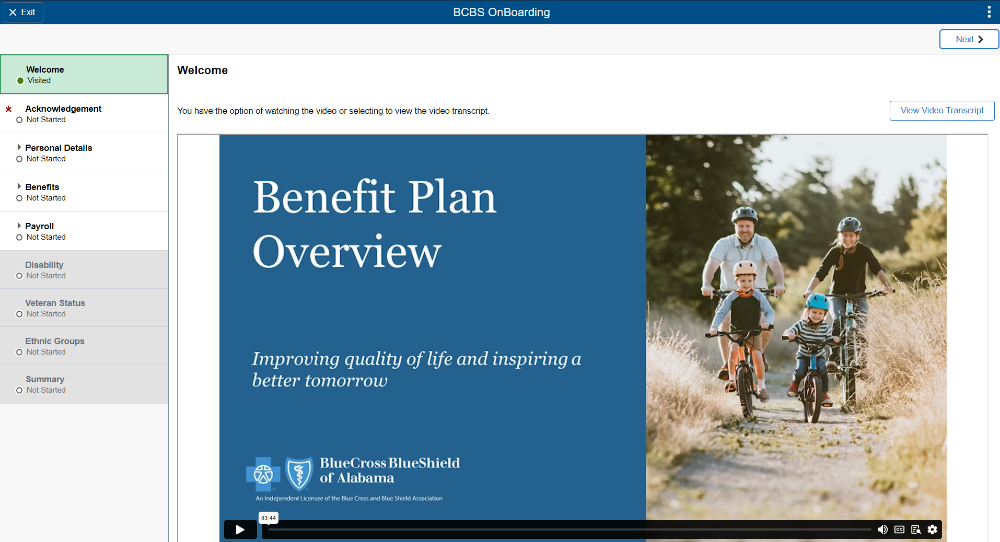 Exit
BCBS OnBoarding
Next
Welcome
Visited
* Acknowledgement
Not Started
Personal Details
Not Started
Benefits
Not Started
Payroll
Not Started
Disability
Not Started
Veteran Status
Not Started
Ethnic Groups
Not Started
Summary
Not Started
Welcome
You have the option of watching the video or selecting to view the video transcript.
View Video Transcript
Benefit Plan
Overview
Improving quality of life and inspiring a
better tomorrow
BlueCross BlueShield
of Alabama
An Independent Licensee of the Blue Cross and Blue Shield Association
03:44
CC